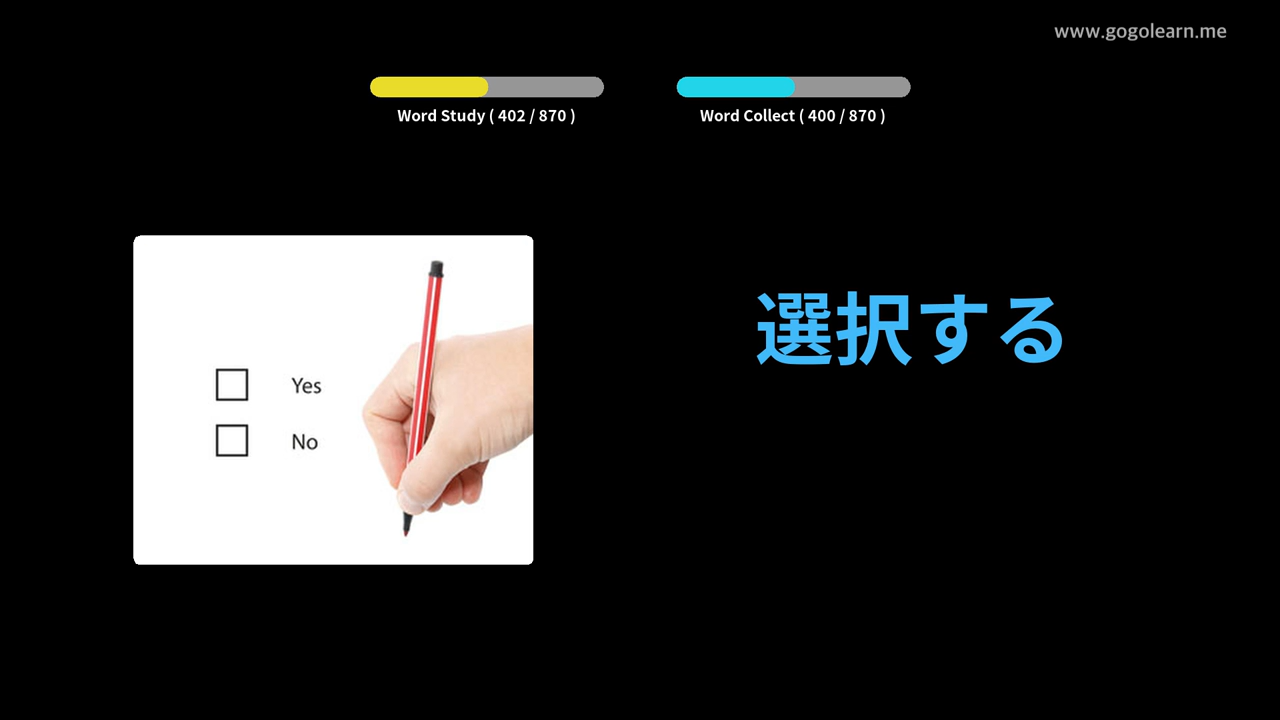 www.gogolearn.me
Word Study ( 402 / 870 )
Word Collect ( 400 / 870 )
Yes
No
選択する